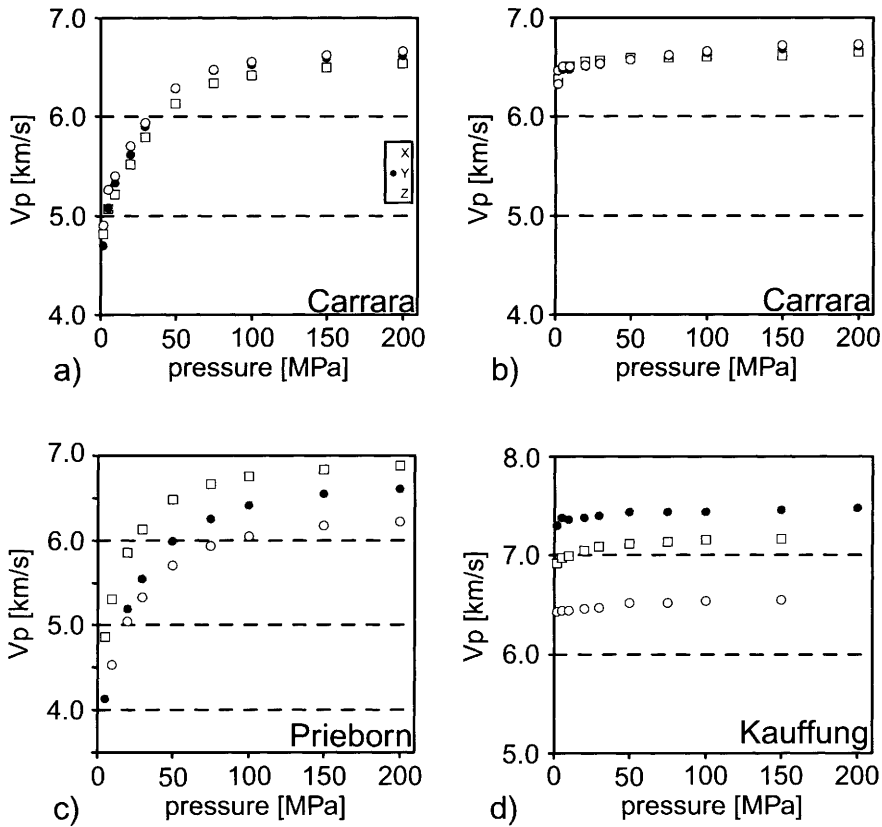 7.0
6.0
5.0
4.0
Vp [km/s]
X
Y
Z
Carrara
0 50 100 150 200
pressure [MPa]
a)
7.0
6.0
5.0
4.0
Vp [km/s]
Carrara
0 50 100 150 200
pressure [MPa]
b)
7.0
6.0
5.0
4.0
Vp [km/s]
Prieborn
0 50 100 150 200
pressure [MPa]
c)
8.0
7.0
6.0
5.0
Vp [km/s]
Kauffung
0 50 100 150 200
pressure [MPa]
d)